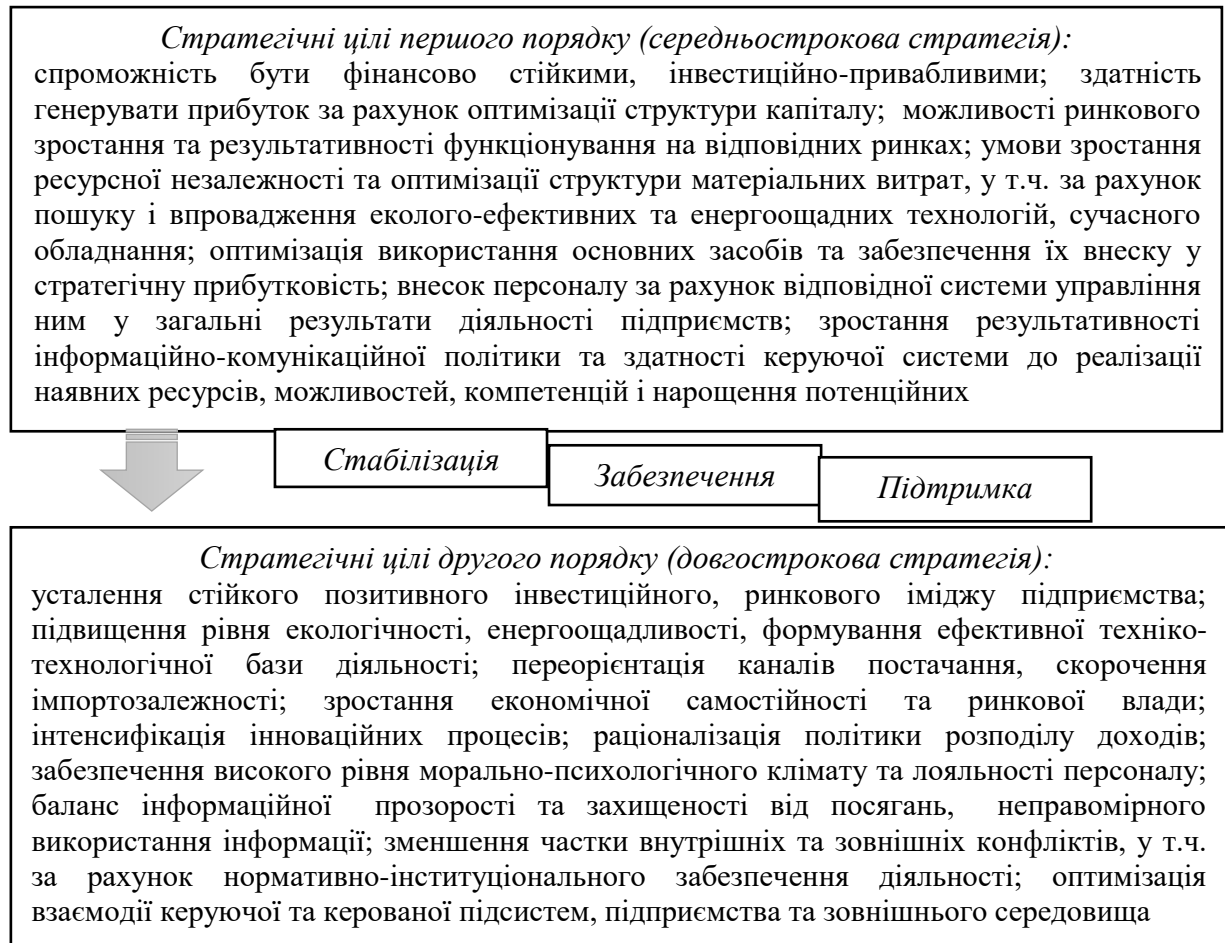 Стратегічні цілі першого порядку (середньострокова стратегія):
спроможність бути фінансово стійкими, інвестиційно-привабливими; здатність
генерувати прибуток за рахунок оптимізації структури капіталу; можливості ринкового
зростання та результативності функціонування на відповідних ринках; умови зростання
ресурсної незалежності та оптимізації структури матеріальних витрат, у т.ч. за рахунок
пошуку і впровадження еколого-ефективних та енергоощадних технологій, сучасного
обладнання; оптимізація використання основних засобів та забезпечення їх внеску у
стратегічну прибутковість; внесок персоналу за рахунок відповідної системи управління
ним у загальні результати діяльності підприємств; зростання результативності
інформаційно-комунікаційної політики та здатності керуючої системи до реалізації
наявних ресурсів, можливостей, компетенцій і нарощення потенційних
Стабілізація
Забезпечення
Підтримка
Стратегічні цілі другого порядку (довгострокова стратегія):
усталення стійкого позитивного інвестиційного, ринкового іміджу підприємства;
підвищення рівня екологічності, енергоощадливості, формування ефективної техніко-
технологічної бази діяльності; переорієнтація каналів постачання, скорочення
імпортозалежності; зростання економічної самостійності та ринкової влади;
інтенсифікація інноваційних процесів; раціоналізація політики розподілу доходів;
забезпечення високого рівня морально-психологічного клімату та лояльності персоналу;
баланс інформаційної прозорості та захищеності від посягань, неправомірного
використання інформації; зменшення частки внутрішніх та зовнішніх конфліктів, у т.ч.
за рахунок нормативно-інституціонального забезпечення діяльності; оптимізація
взаємодії керуючої та керованої підсистем, підприємства та зовнішнього середовища